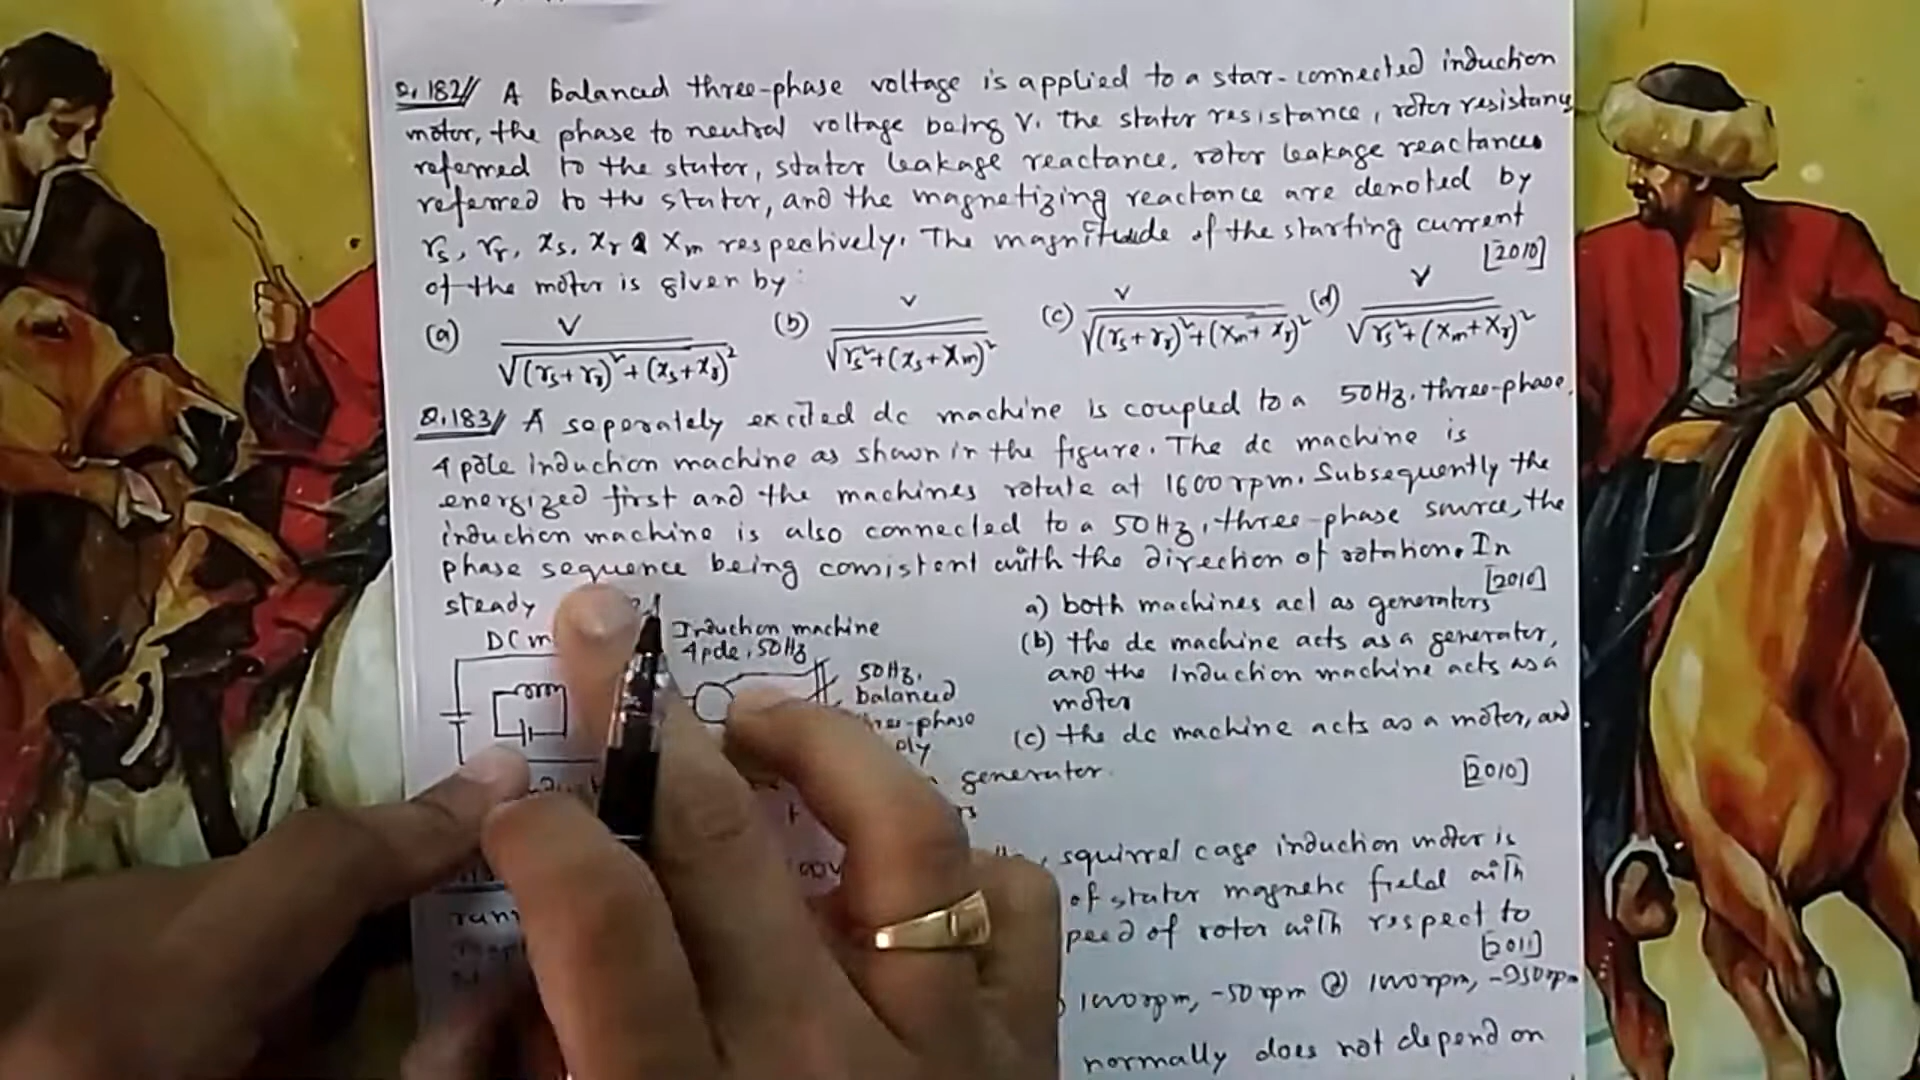 Q.182// A balanced three-phase voltage is applied to a star-connected induction
motor, the phase to neutral voltage being V. The stator resistance, rotor resistance
referred to the stator, stator leakage reactance, rotor leakage reactances
referred to the stator, and the magnetizing reactance are denoted by
rs, rr, xs, xr & Xm respectively. The magnitude of the starting current
of the motor is given by: [2010]
(a) V / √(rs+rr)²+(xs+xr)² (b) V / √rs²+(xs+Xm)² (c) V / √(rs+rr)²+(Xm+xr)² (d) V / √rs²+(Xm+Xr)²
Q.183// A seperately excited dc machine is coupled to a 50Hz, three-phase,
4 pole induction machine as shown in the figure. The dc machine is
energized first and the machines rotate at 1600 rpm. Subsequently the
induction machine is also connected to a 50Hz, three-phase source, the
phase sequence being consistent with the direction of rotation. In
steady
[2010]
DC m
Induction machine
4 pole, 50Hz
50Hz,
balanced
phase
a) both machines act as generators
(b) the dc machine acts as a generator,
and the Induction machine acts as a
motor
(c) the dc machine acts as a motor, and
generator. [2010]
squirrel cage induction motor is
of stator magnetic field with
of rotor with respect to
[2011]
1000rpm, -50rpm (d) 1000rpm, -950rpm
normally does not depend on